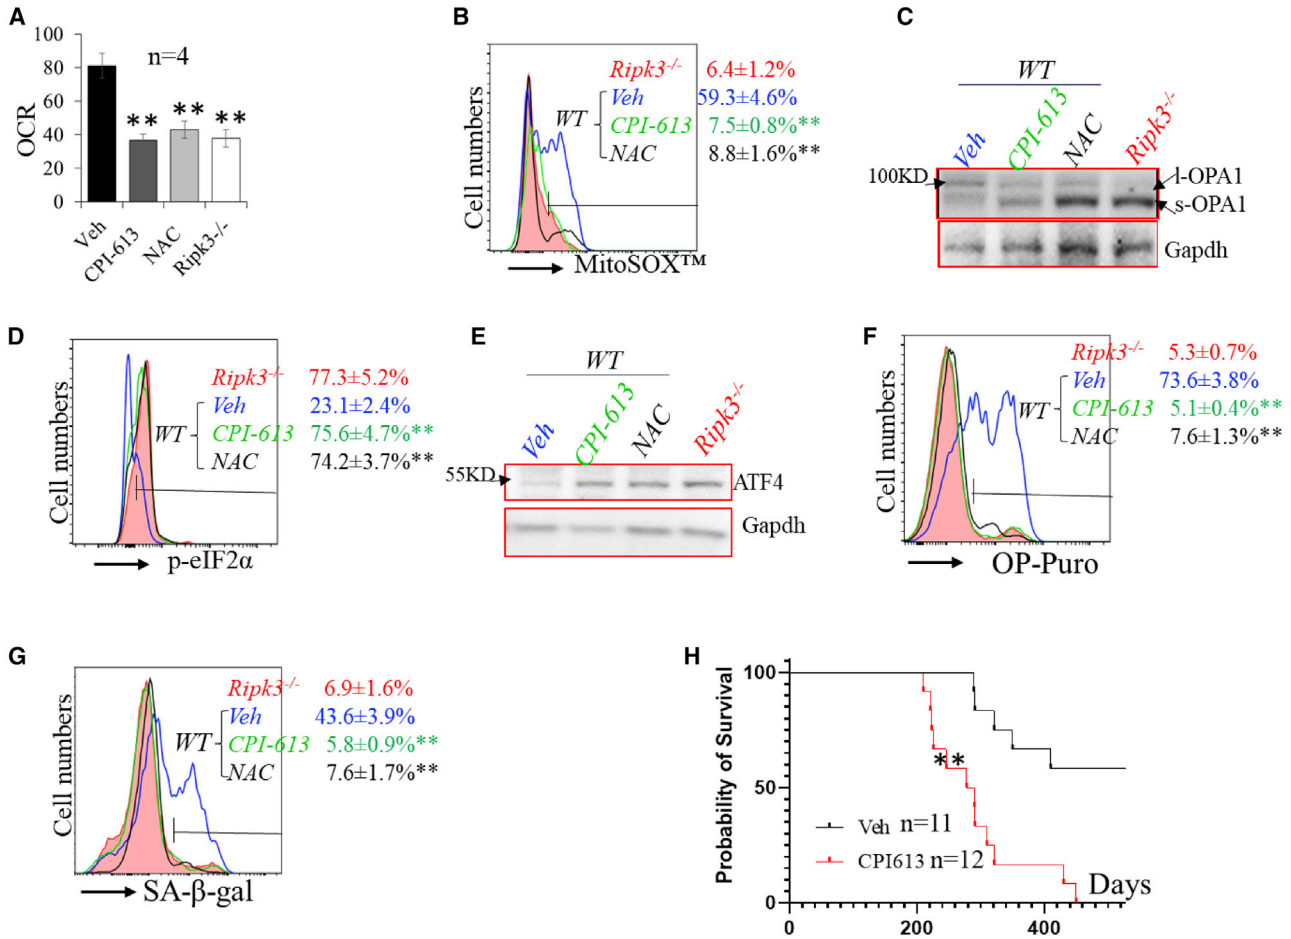 A
100
80
60
40
20
0
OCR
n=4
** ** **
Veh
CPI-613
NAC
Ripk3-/-
B
Cell numbers
Ripk3-/- 6.4±1.2%
WT
Veh 59.3±4.6%
CPI-613 7.5±0.8%**
NAC 8.8±1.6%**
MitoSOX™
C
WT
Veh CPI-613 NAC Ripk3-/-
100KD
l-OPA1
s-OPA1
Gapdh
D
Cell numbers
Ripk3-/- 77.3±5.2%
WT
Veh 23.1±2.4%
CPI-613 75.6±4.7%**
NAC 74.2±3.7%**
p-eIF2α
E
WT
Veh CPI-613 NAC Ripk3-/-
55KD
ATF4
Gapdh
F
Cell numbers
Ripk3-/- 5.3±0.7%
WT
Veh 73.6±3.8%
CPI-613 5.1±0.4%**
NAC 7.6±1.3%**
OP-Puro
G
Cell numbers
Ripk3-/- 6.9±1.6%
WT
Veh 43.6±3.9%
CPI-613 5.8±0.9%**
NAC 7.6±1.7%**
SA-β-gal
H
Probability of Survival
100
50
0
**
Veh n=11
CPI613 n=12
Days
0 200 400